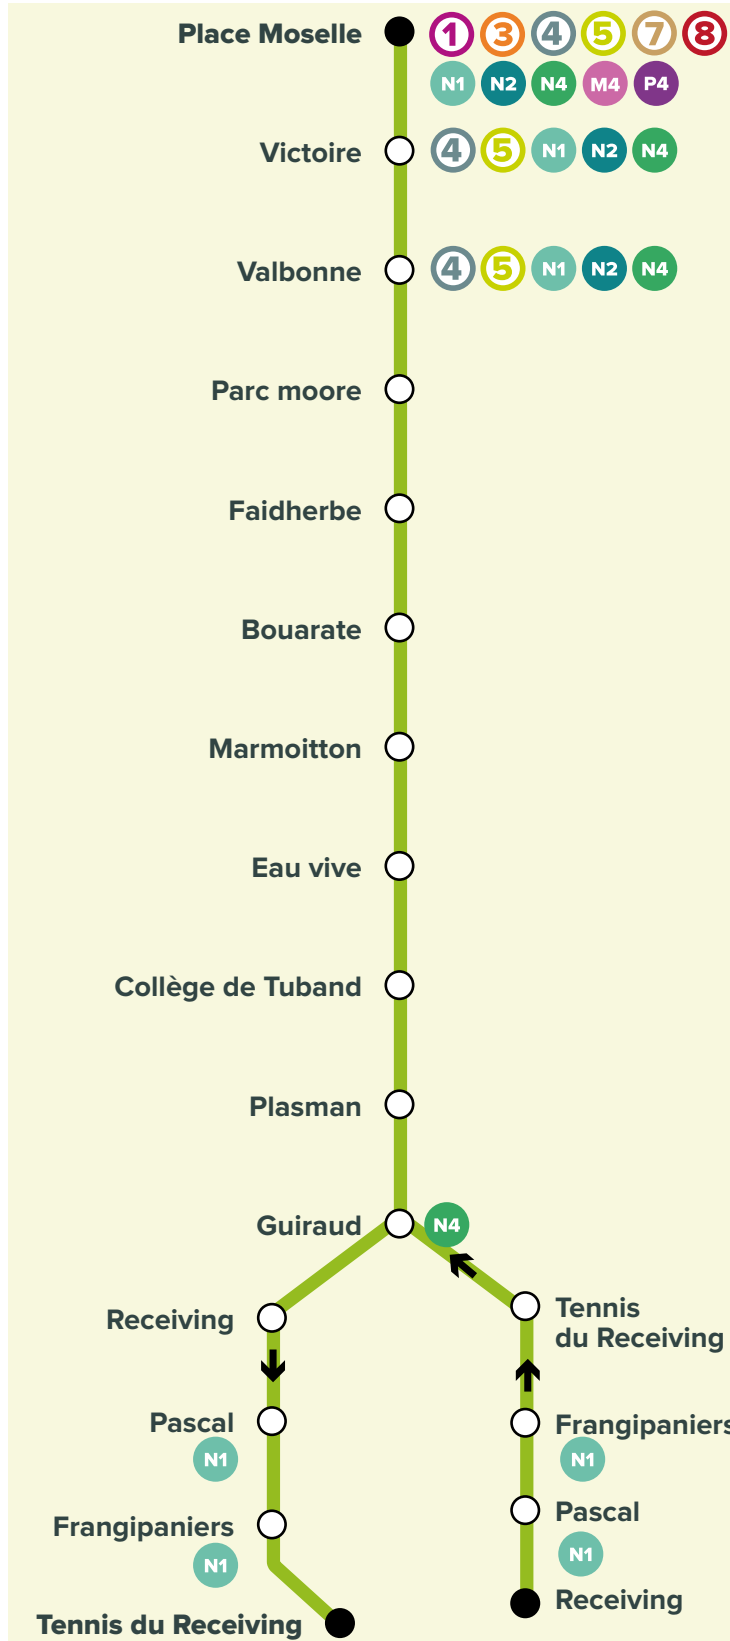 Place Moselle 1 3 4 5 7 8
N1 N2 N4 M4 P4
Victoire 4 5 N1 N2 N4
Valbonne 4 5 N1 N2 N4
Parc moore
Faidherbe
Bouarate
Marmoitton
Eau vive
Collège de Tuband
Plasman
Guiraud N4
Receiving
Pascal
N1
Frangipaniers
N1
Tennis du Receiving
Tennis
du Receiving
Frangipaniers
N1
Pascal
N1
Receiving